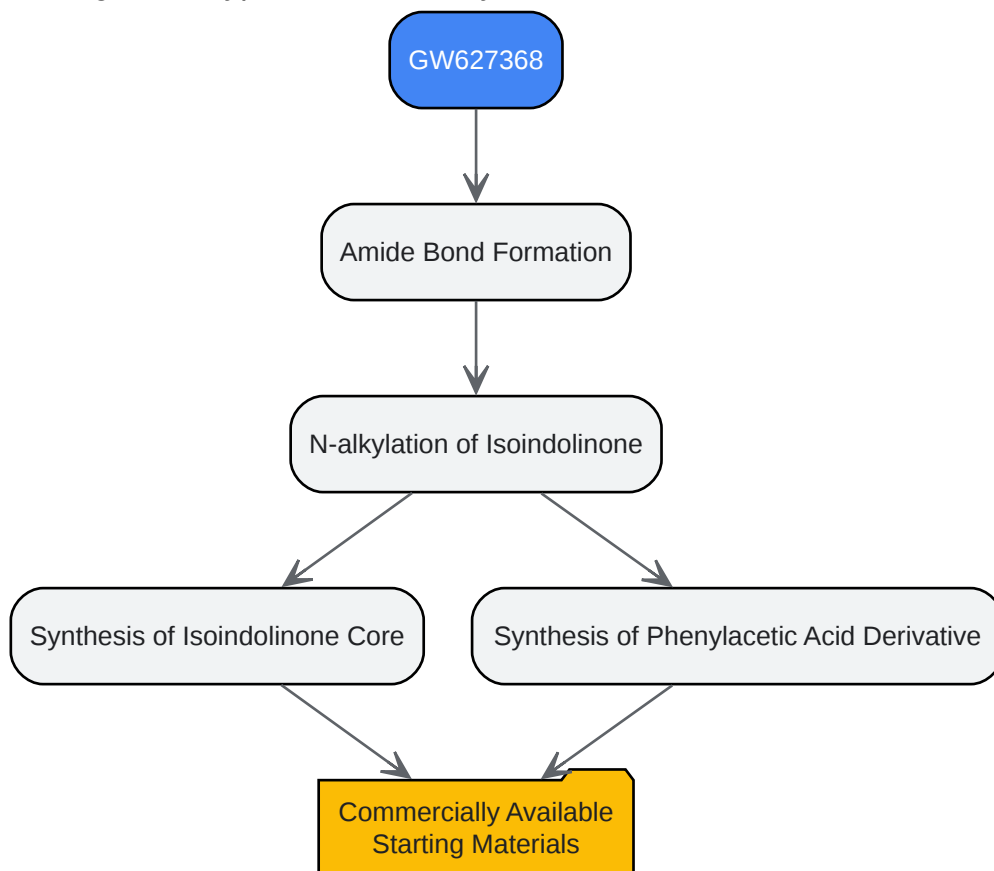 GW627368
Amide Bond Formation
N-alkylation of Isoindolinone
Synthesis of Isoindolinone Core
Synthesis of Phenylacetic Acid Derivative
Commercially Available
Starting Materials